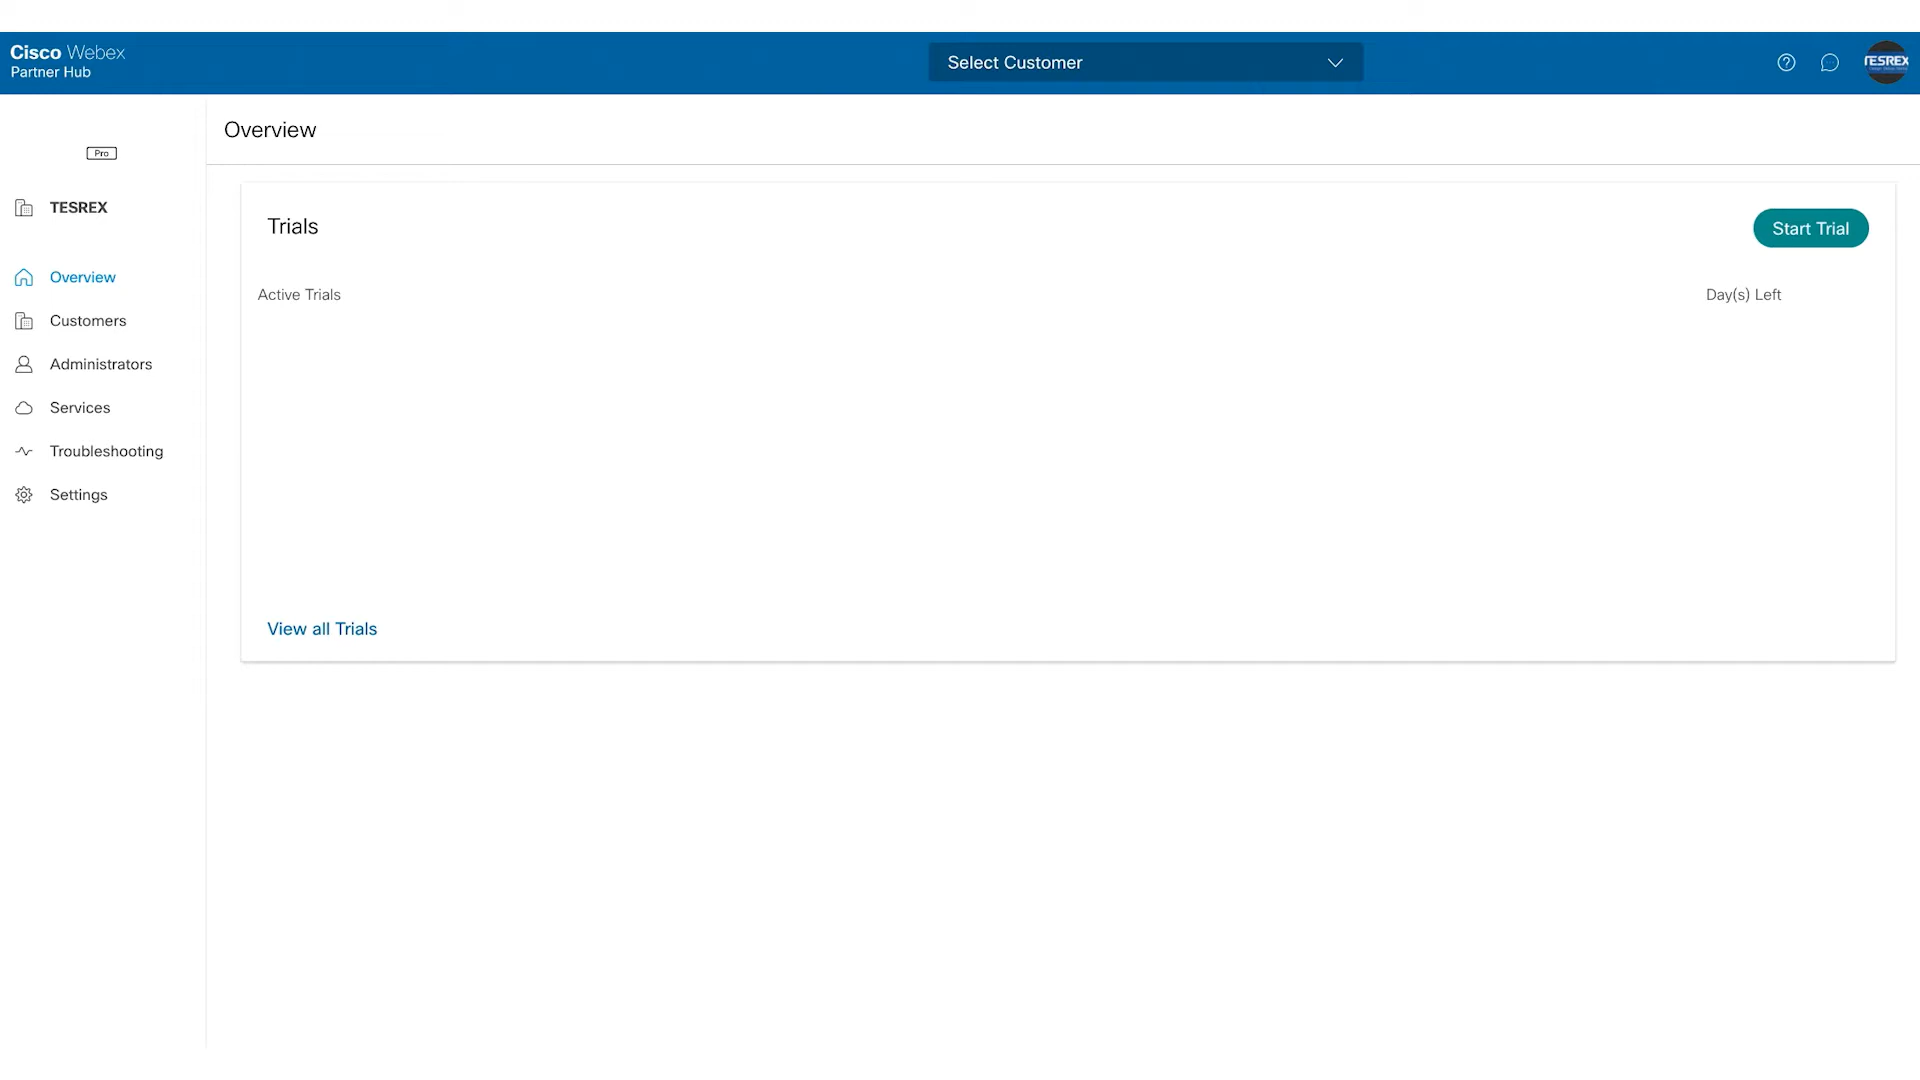 Cisco Webex
Partner Hub
Select Customer
TESREX
Overview
Pro
TESREX
Overview
Customers
Administrators
Services
Troubleshooting
Settings
Trials
Start Trial
Active Trials
Day(s) Left
View all Trials